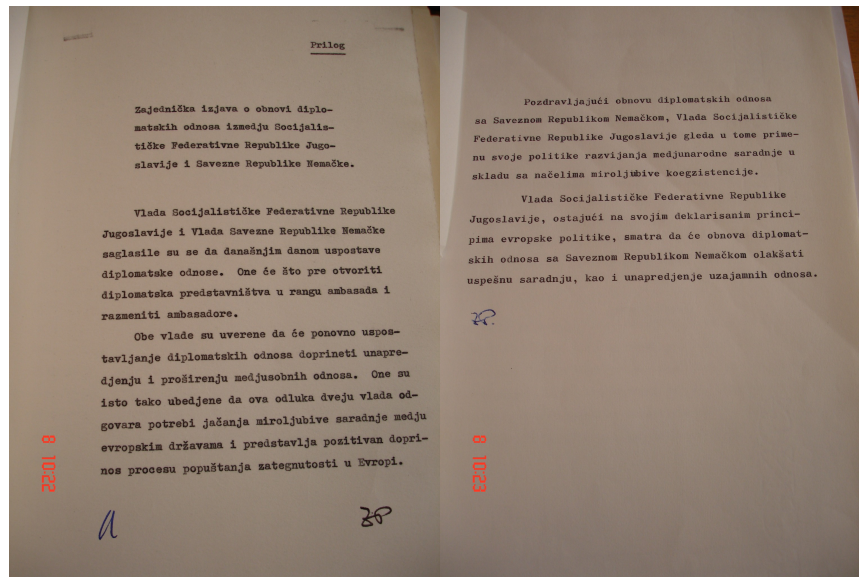 Prilog
Zajednička izjava o obnovi diplo-
matskih odnosa izmedju Socijalis-
tičke Federativne Republike Jugo-
slavije i Savezne Republike Nemačke.
Vlada Socijalističke Federativne Republike
Jugoslavije i Vlada Savezne Republike Nemačke
saglasile su se da današnjim danom uspostave
diplomatske odnose. One će što pre otvoriti
diplomatska predstavništva u rangu ambasada i
razmeniti ambasadore.
Obe vlade su uverene da će ponovno uspos-
tavljanje diplomatskih odnosa doprineti unapre-
djenju i proširenju medjusobnih odnosa. One su
isto tako ubedjene da ova odluka dveju vlada od-
govara potrebi jačanja miroljubive saradnje medju
evropskim državama i predstavlja pozitivan dopri-
nos procesu popuštanja zategnutosti u Evropi.
8 10:22
Pozdravljajući obnovu diplomatskih odnosa
sa Saveznom Republikom Nemačkom, Vlada Socijalističke
Federativne Republike Jugoslavije gleda u tome prime-
nu svoje politike razvijanja medjunarodne saradnje u
skladu sa načelima miroljubive koegzistencije.
Vlada Socijalističke Federativne Republike
Jugoslavije, ostajući na svojim deklarisanim princi-
pima evropske politike, smatra da će obnova diplomat-
skih odnosa sa Saveznom Republikom Nemačkom olakšati
uspešnu saradnju, kao i unapredjenje uzajamnih odnosa.
8 10:23